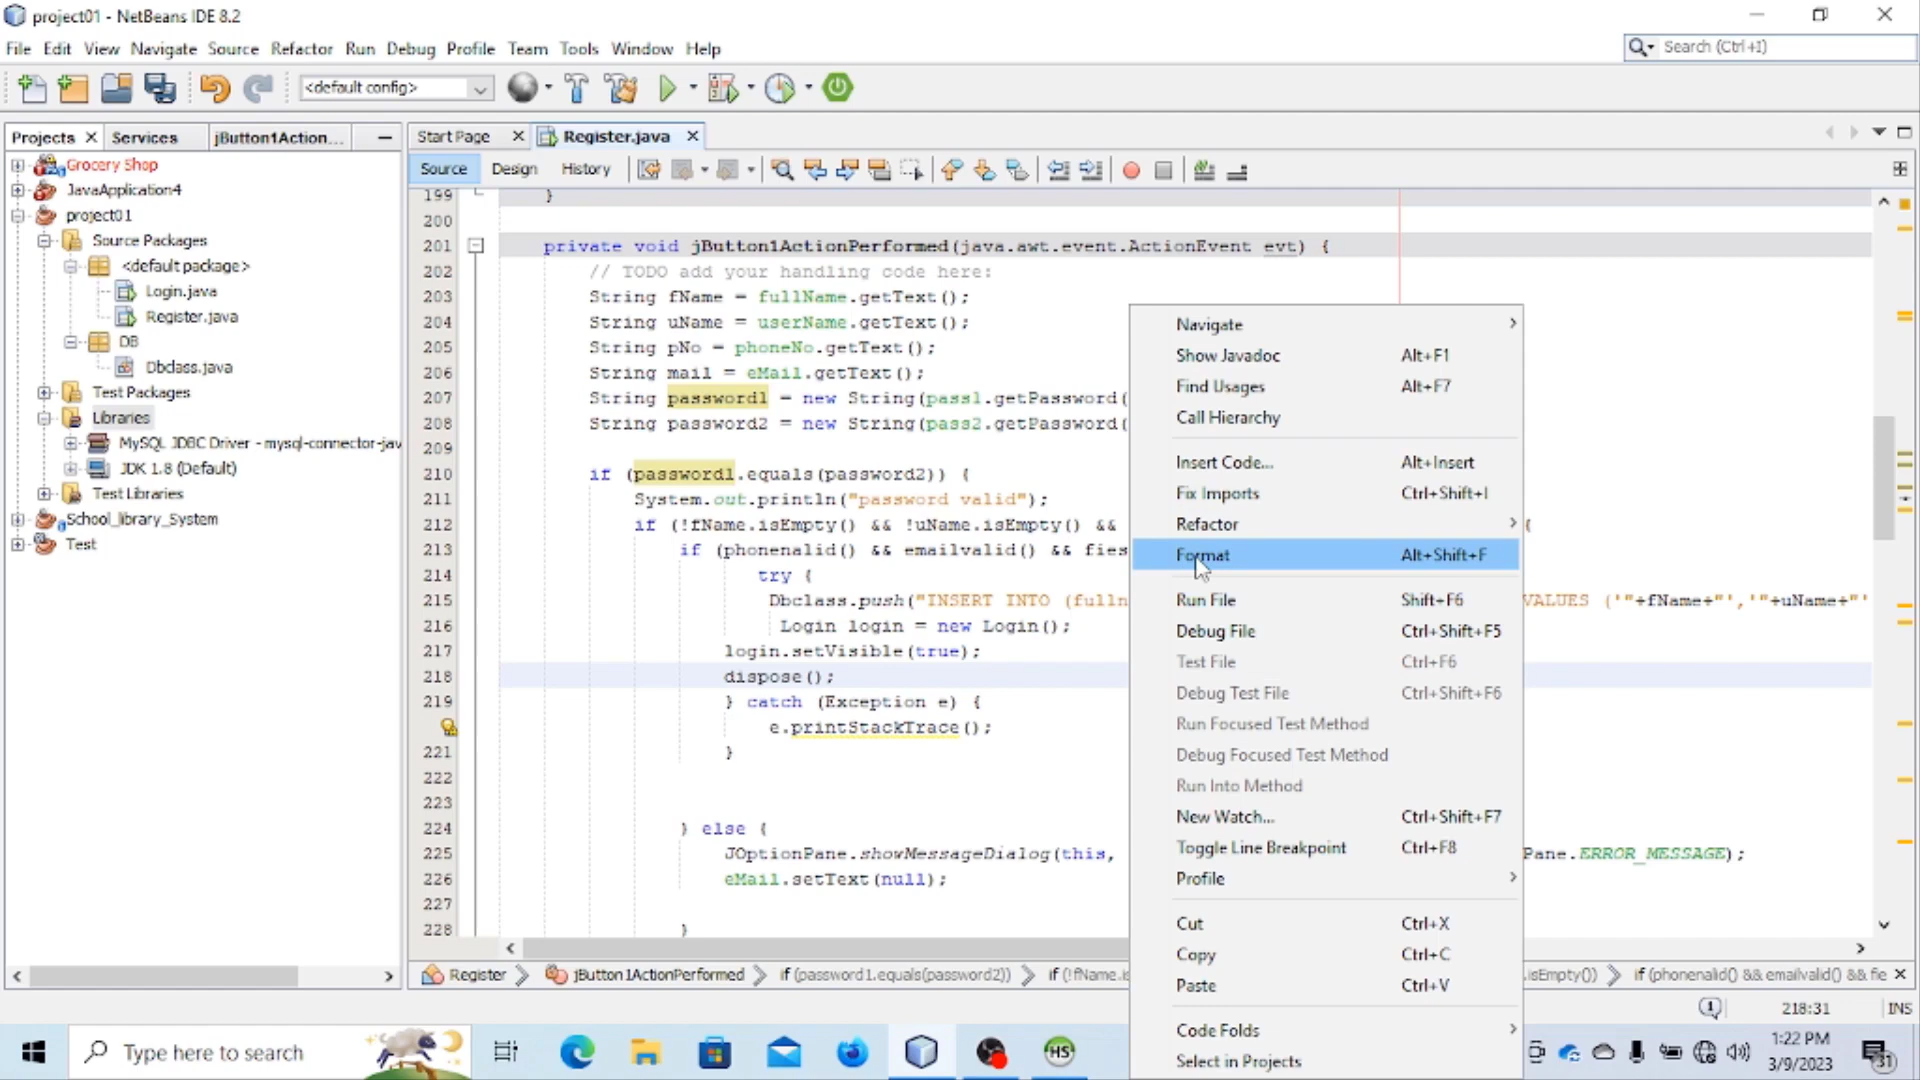 project01 - NetBeans IDE 8.2
File Edit View Navigate Source Refactor Run Debug Profile Team Tools Window Help
Search (Ctrl+I)
<default config>
Projects Services jButton1Action...
Start Page Register.java
Source Design History
Grocery Shop
JavaApplication4
project01
Source Packages
<default package>
Login.java
Register.java
DB
Dbclass.java
Test Packages
Libraries
MySQL JDBC Driver - mysql-connector-jav
JDK 1.8 (Default)
Test Libraries
School_library_System
Test
199 }
200
201 private void jButton1ActionPerformed(java.awt.event.ActionEvent evt) {
202 // TODO add your handling code here:
203 String fName = fullName.getText();
204 String uName = userName.getText();
205 String pNo = phoneNo.getText();
206 String mail = eMail.getText();
207 String password1 = new String(pass1.getPassword(
208 String password2 = new String(pass2.getPassword(
209
210 if (password1.equals(password2)) {
211 System.out.println("password valid");
212 if (!fName.isEmpty() && !uName.isEmpty() && {
213 if (phonenalid() && emailvalid() && fies
214 try {
215 Dbclass.push("INSERT INTO (fulln VALUES ('"+fName+"','"+uName+"'
216 Login login = new Login();
217 login.setVisible(true);
218 dispose();
219 } catch (Exception e) {
e.printStackTrace();
221 }
222
223
224 } else {
225 JOptionPane.showMessageDialog(this, Pane.ERROR_MESSAGE);
226 eMail.setText(null);
227
228 }
Navigate
Show Javadoc Alt+F1
Find Usages Alt+F7
Call Hierarchy
Insert Code... Alt+Insert
Fix Imports Ctrl+Shift+I
Refactor
Format Alt+Shift+F
Run File Shift+F6
Debug File Ctrl+Shift+F5
Test File Ctrl+F6
Debug Test File Ctrl+Shift+F6
Run Focused Test Method
Debug Focused Test Method
Run Into Method
New Watch... Ctrl+Shift+F7
Toggle Line Breakpoint Ctrl+F8
Profile
Cut Ctrl+X
Copy Ctrl+C
Paste Ctrl+V
Code Folds
Select in Projects
Register jButton1ActionPerformed if (password1.equals(password2)) if (!fName.is .isEmpty()) if (phonenalid() && emailvalid() && fie
1 218:31 INS
Type here to search
HS
1:22 PM
3/9/2023
31